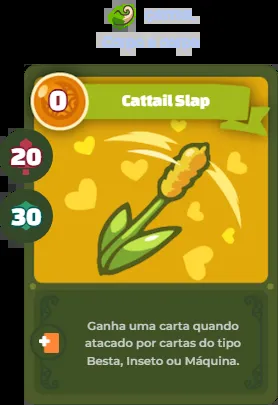 0
Cattail Slap
20
30
Ganha uma carta quando
atacado por cartas do tipo
Besta, Inseto ou Máquina.